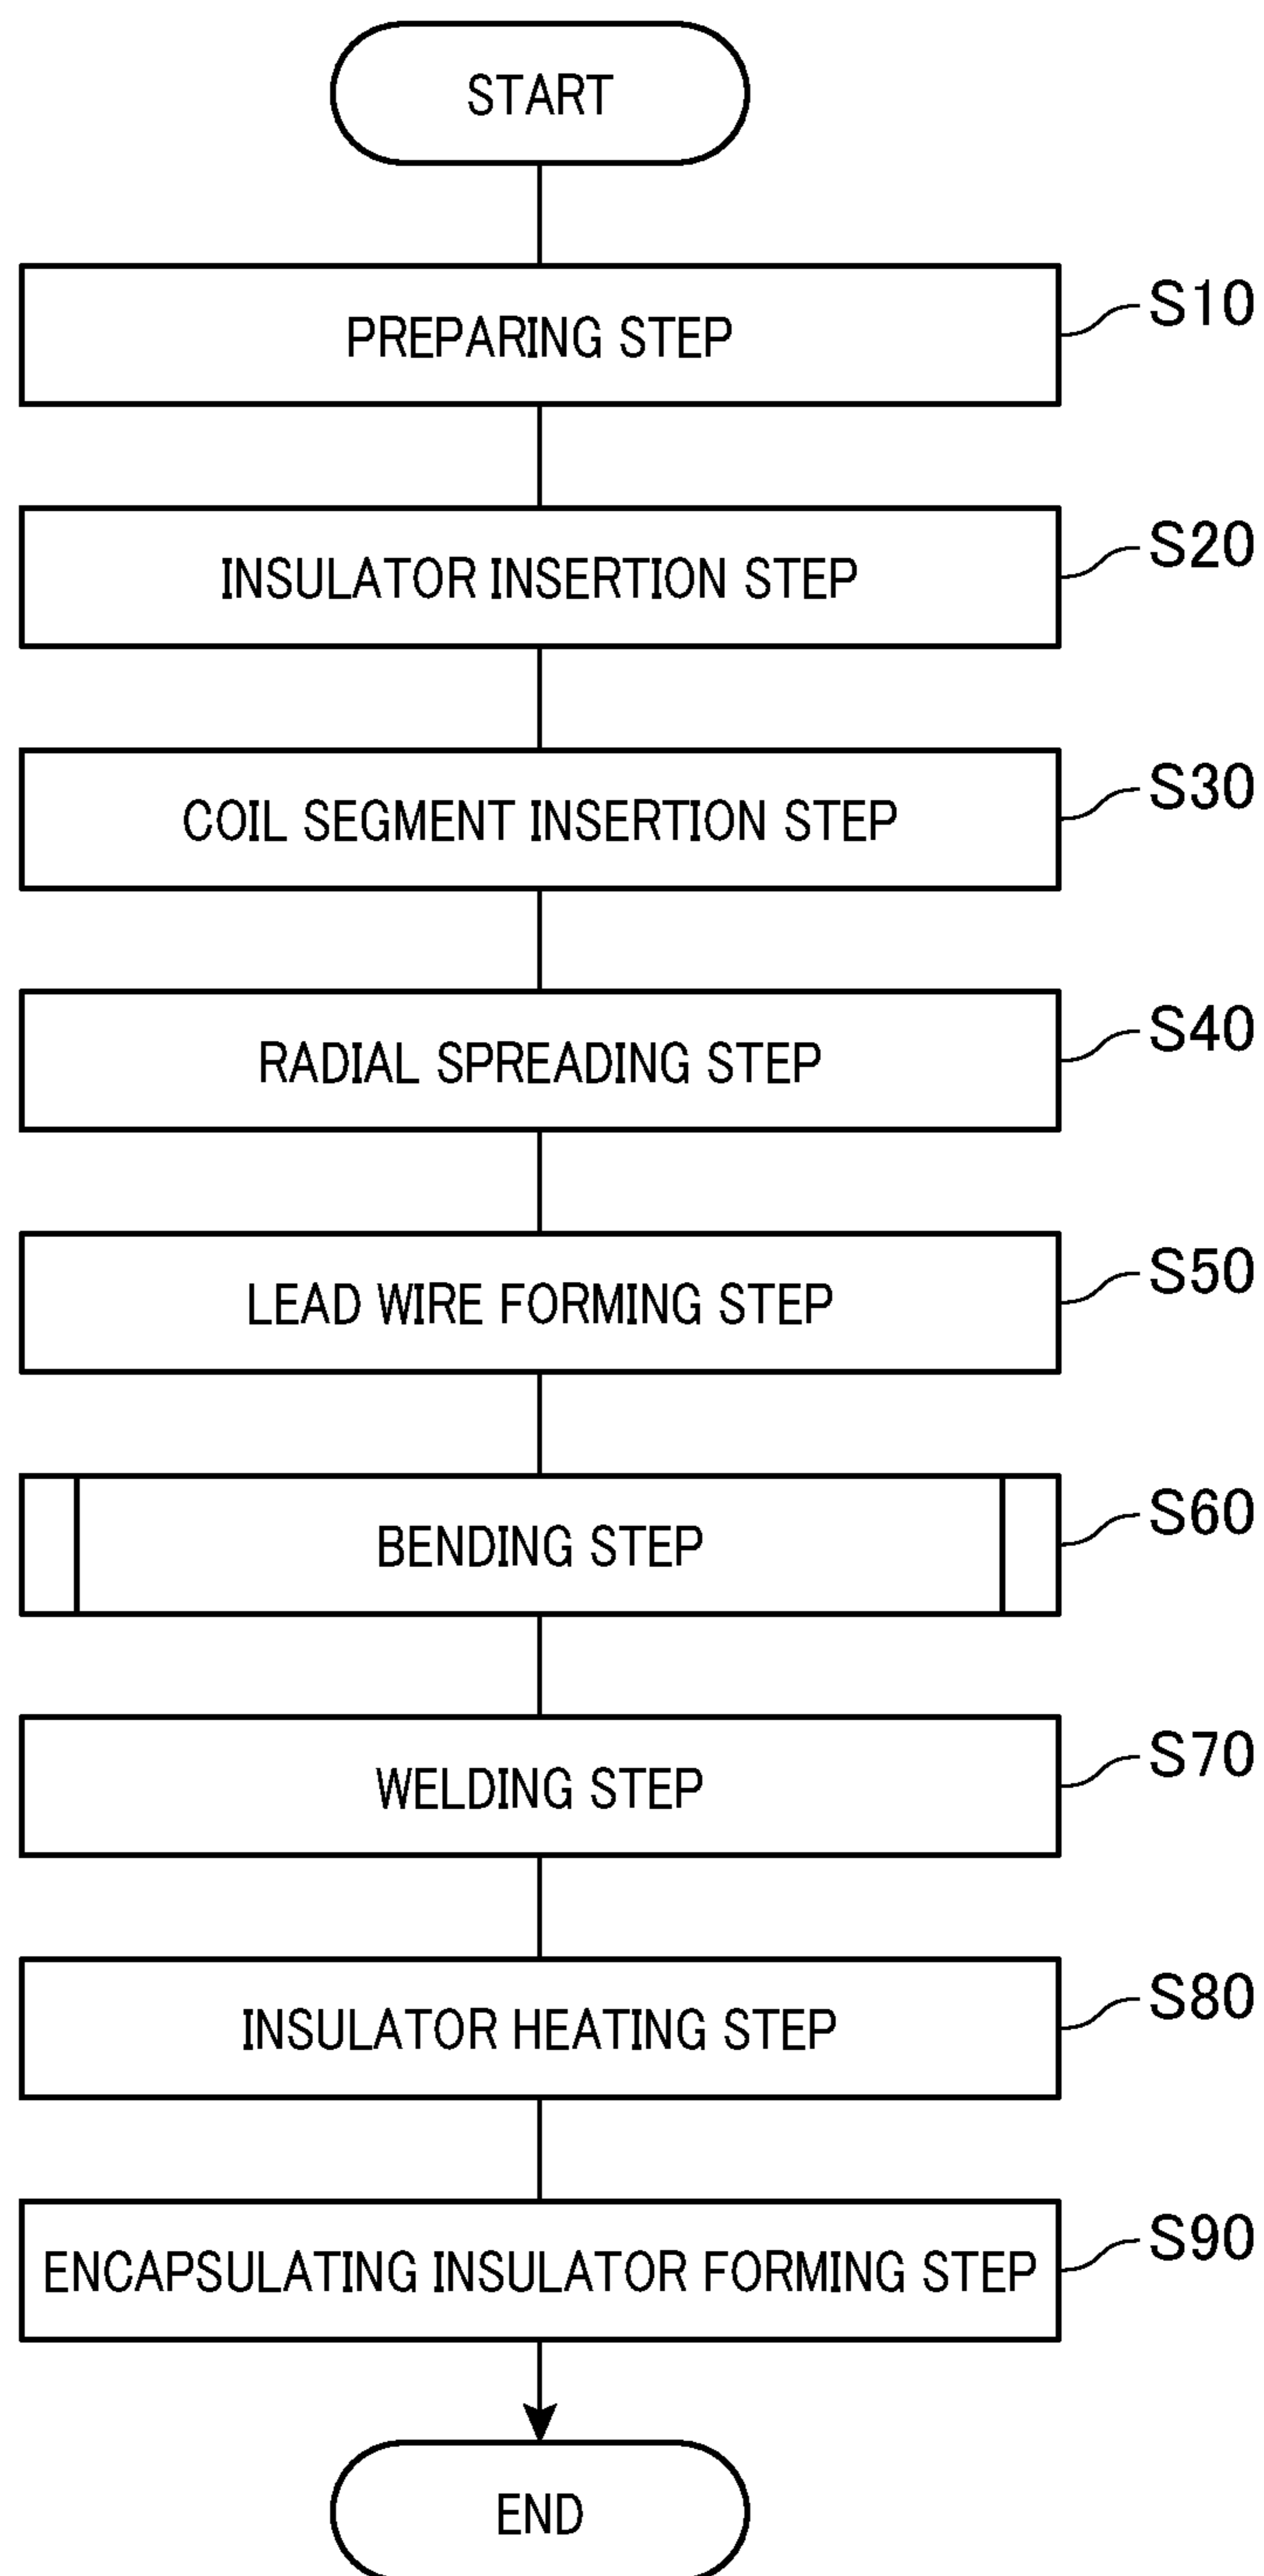 START
PREPARING STEP
S10
INSULATOR INSERTION STEP
S20
COIL SEGMENT INSERTION STEP
S30
RADIAL SPREADING STEP
S40
LEAD WIRE FORMING STEP
S50
BENDING STEP
S60
WELDING STEP
S70
INSULATOR HEATING STEP
S80
ENCAPSULATING INSULATOR FORMING STEP
S90
END